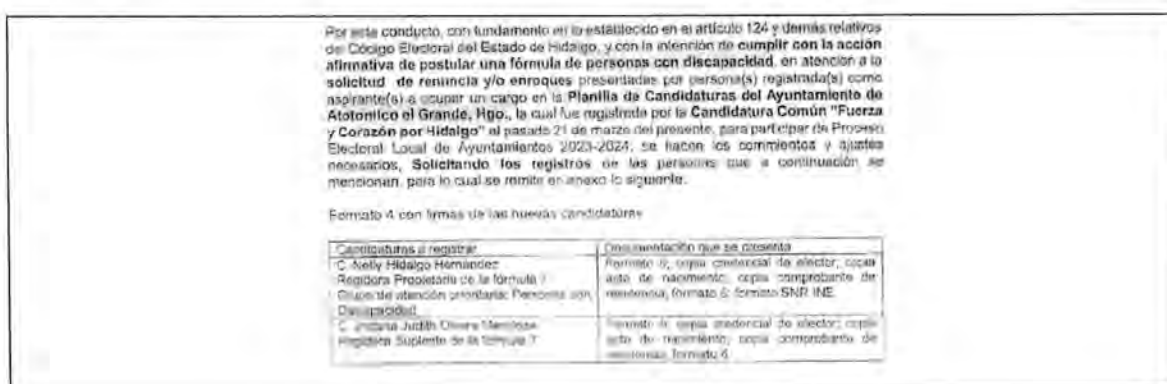 Por este conducto, con fundamento en lo establecido en el artículo 124 y demás relativos
del Código Electoral del Estado de Hidalgo, y con la intención de cumplir con la acción
afirmativa de postular una fórmula de personas con discapacidad, en atención a la
solicitud de renuncia y/o enroques presentadas por persona(s) registrada(s) como
aspirante(s) a ocupar un cargo en la Planilla de Candidaturas del Ayuntamiento de
Atotonilco el Grande, Hgo., la cual fue registrada por la Candidatura Común "Fuerza
y Corazón por Hidalgo" el pasado 21 de marzo del presente, para participar de Proceso
Electoral Local de Ayuntamientos 2023-2024, se hacen los corrimientos y ajustes
necesarios, Solicitando los registros de las personas que a continuación se
mencionan, para lo cual se remite en anexo lo siguiente.
Formato 4 con firmas de las nuevas candidaturas
Candidaturas a registrar
Documentación que se presenta
C. Nelly Hidalgo Hernández
Regidora Propietaria de la fórmula 7
Grupo de atención prioritaria: Personas con
Discapacidad
Formato 5; copia credencial de elector; copia
acta de nacimiento; copia comprobante de
residencia; formato 6; formato SNR INE.
C. Judith Olvera Mendoza
Regidora Suplente de la fórmula 7
Formato 5; copia credencial de elector; copia
acta de nacimiento; copia comprobante de
residencia; formato 6